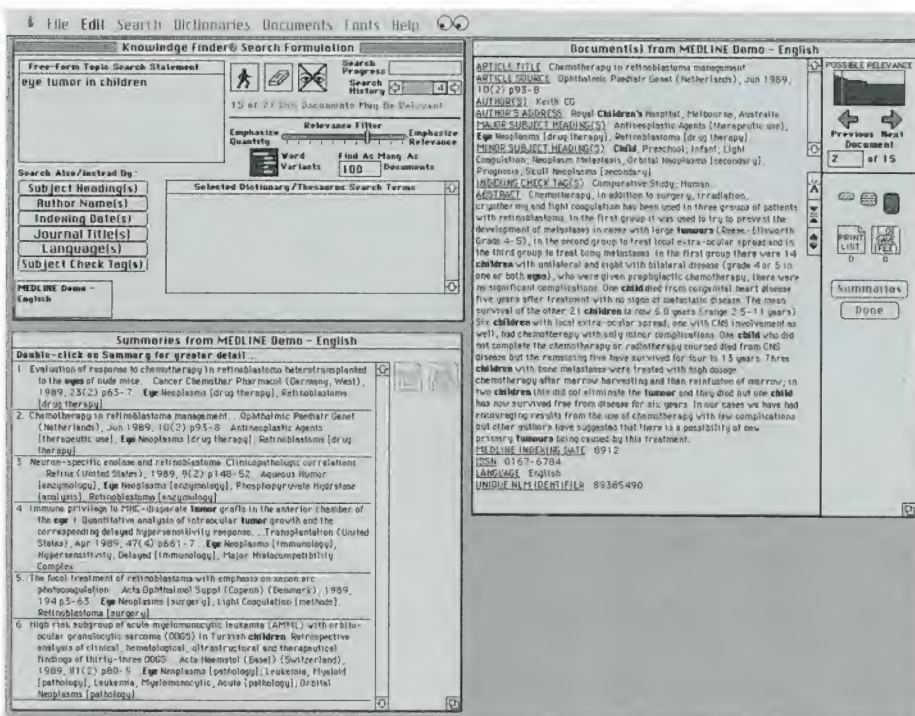 File Edit Search Dictionaries Documents Fonts Help
Knowledge Finder® Search Formulation
Free-Form Topic Search Statement
eye tumor in children
Search Progress
Search History
4
15 of 21 Documents May Be Relevant
Relevance Filter
Emphasize Quantity
Emphasize Relevance
Word Variants
Find As Many As
100 Documents
Search Also/Instead By:
Subject Heading(s)
Author Name(s)
Indexing Date(s)
Journal Title(s)
Language(s)
Subject Check Tag(s)
Selected Dictionary/Thesaurus Search Terms
MEDLINE Demo -
English
Summaries from MEDLINE Demo - English
Double-click on Summary for greater detail...
1 Evaluation of response to chemotherapy in retinoblastoma heterotransplanted
to the eyes of nude mice. Cancer Chemother Pharmacol (Germany, West),
1989, 23(2) p63-7 Eye Neoplasms [drug therapy], Retinoblastoma
[drug therapy]
2. Chemotherapy in retinoblastoma management... Ophthalmic Paediatr Genet
(Netherlands), Jun 1989, 10(2) p93-8 Antineoplastic Agents
[therapeutic use], Eye Neoplasms [drug therapy], Retinoblastoma [drug
therapy]
3 Neuron-specific enolase and retinoblastoma Clinicopathologic correlations
Retina (United States), 1989, 9(2) p148-52 Aqueous Humor
[enzymology], Eye Neoplasms [enzymology], Phosphopyruvate Hydratase
[analysis], Retinoblastoma [enzymology]
4 Immune privilege to MHC-disparate tumor grafts in the anterior chamber of
the eye I Quantitative analysis of intraocular tumor growth and the
corresponding delayed hypersensitivity response. ...Transplantation (United
States), Apr 1989, 47(4) p661-7 Eye Neoplasms [immunology],
Hypersensitivity, Delayed [immunology], Major Histocompatibility
Complex
5. The focal treatment of retinoblastoma with emphasis on xenon arc
photocoagulation Acta Ophthalmol Suppl (Copenh) (Denmark), 1989,
194 p3-63 Eye Neoplasms [surgery], Light Coagulation [methods],
Retinoblastoma [surgery]
6 High risk subgroup of acute myelomonocytic leukemia (AMML) with orbito-
ocular granulocytic sarcoma (OOGS) in Turkish children Retrospective
analysis of clinical, hematological, ultrastructural and therapeutical
findings of thirty-three OOGS Acta Haematol (Basel) (Switzerland),
1989, 81(2) p80-5 Eye Neoplasms [pathology]; Leukemia, Myeloid
[pathology], Leukemia, Myelomonocytic, Acute [pathology]; Orbital
Neoplasms [pathology]
Document(s) from MEDLINE Demo - English
ARTICLE TITLE Chemotherapy in retinoblastoma management
ARTICLE SOURCE Ophthalmic Paediatr Genet (Netherlands), Jun 1989,
10(2) p93-8
AUTHOR(S) Keith CG
AUTHOR'S ADDRESS Royal Children's Hospital, Melbourne, Australia
MAJOR SUBJECT HEADING(S) Antineoplastic Agents [therapeutic use],
Eye Neoplasms [drug therapy], Retinoblastoma [drug therapy]
MINOR SUBJECT HEADING(S) Child, Preschool; Infant; Light
Coagulation; Neoplasm Metastasis, Orbital Neoplasms [secondary],
Prognosis, Skull Neoplasms [secondary]
INDEXING CHECK TAG(S) Comparative Study; Human
ABSTRACT Chemotherapy, in addition to surgery, irradiation,
cryotherapy and light coagulation has been used in three groups of patients
with retinoblastoma. In the first group it was used to try to prevent the
development of metastases in cases with large tumours (Reese-Ellsworth
Grade 4-5), in the second group to treat local extra-ocular spread and in
the third group to treat bony metastases. In the first group there were 14
children with unilateral and eight with bilateral disease (grade 4 or 5 in
one or both eyes), who were given prophylactic chemotherapy, there were
no significant complications One child died from congenital heart disease
five years after treatment with no signs of metastatic disease. The mean
survival of the other 21 children is now 6.0 years (range 2.5-11 years)
Six children with local extra-ocular spread, one with CNS involvement as
well, had chemotherapy with only minor complications One child who did
not complete the chemotherapy or radiotherapy courses died from CNS
disease but the remaining five have survived for four to 13 years. Three
children with bone metastases were treated with high dosage
chemotherapy after marrow harvesting and then reinfusion of marrow; in
two children this did not eliminate the tumour and they died but one child
has now survived free from disease for six years. In our cases we have had
encouraging results from the use of chemotherapy with few complications
but other authors have suggested that there is a possibility of new
primary tumours being caused by this treatment.
MEDLINE INDEXING DATE 8912
ISSN 0167-6784
LANGUAGE English
UNIQUE NLM IDENTIFIER 89365490
POSSIBLE RELEVANCE
Previous Next
Document
2 of 15
PRINT LIST
SAVE FILE
0 0
Summaries
Done